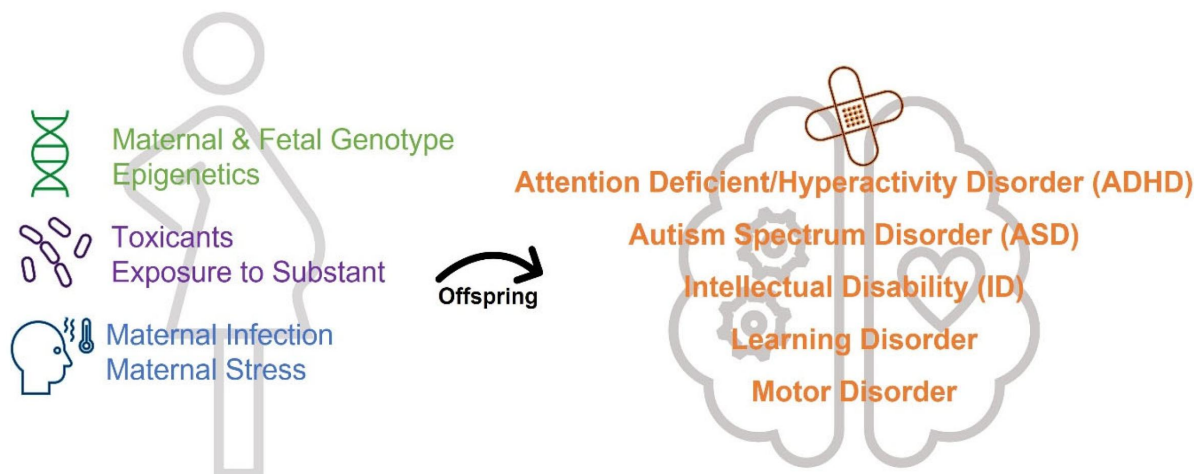 Maternal & Fetal Genotype
Epigenetics
Toxicants
Exposure to Substant
Maternal Infection
Maternal Stress
Offspring
Attention Deficient/Hyperactivity Disorder (ADHD)
Autism Spectrum Disorder (ASD)
Intellectual Disability (ID)
Learning Disorder
Motor Disorder